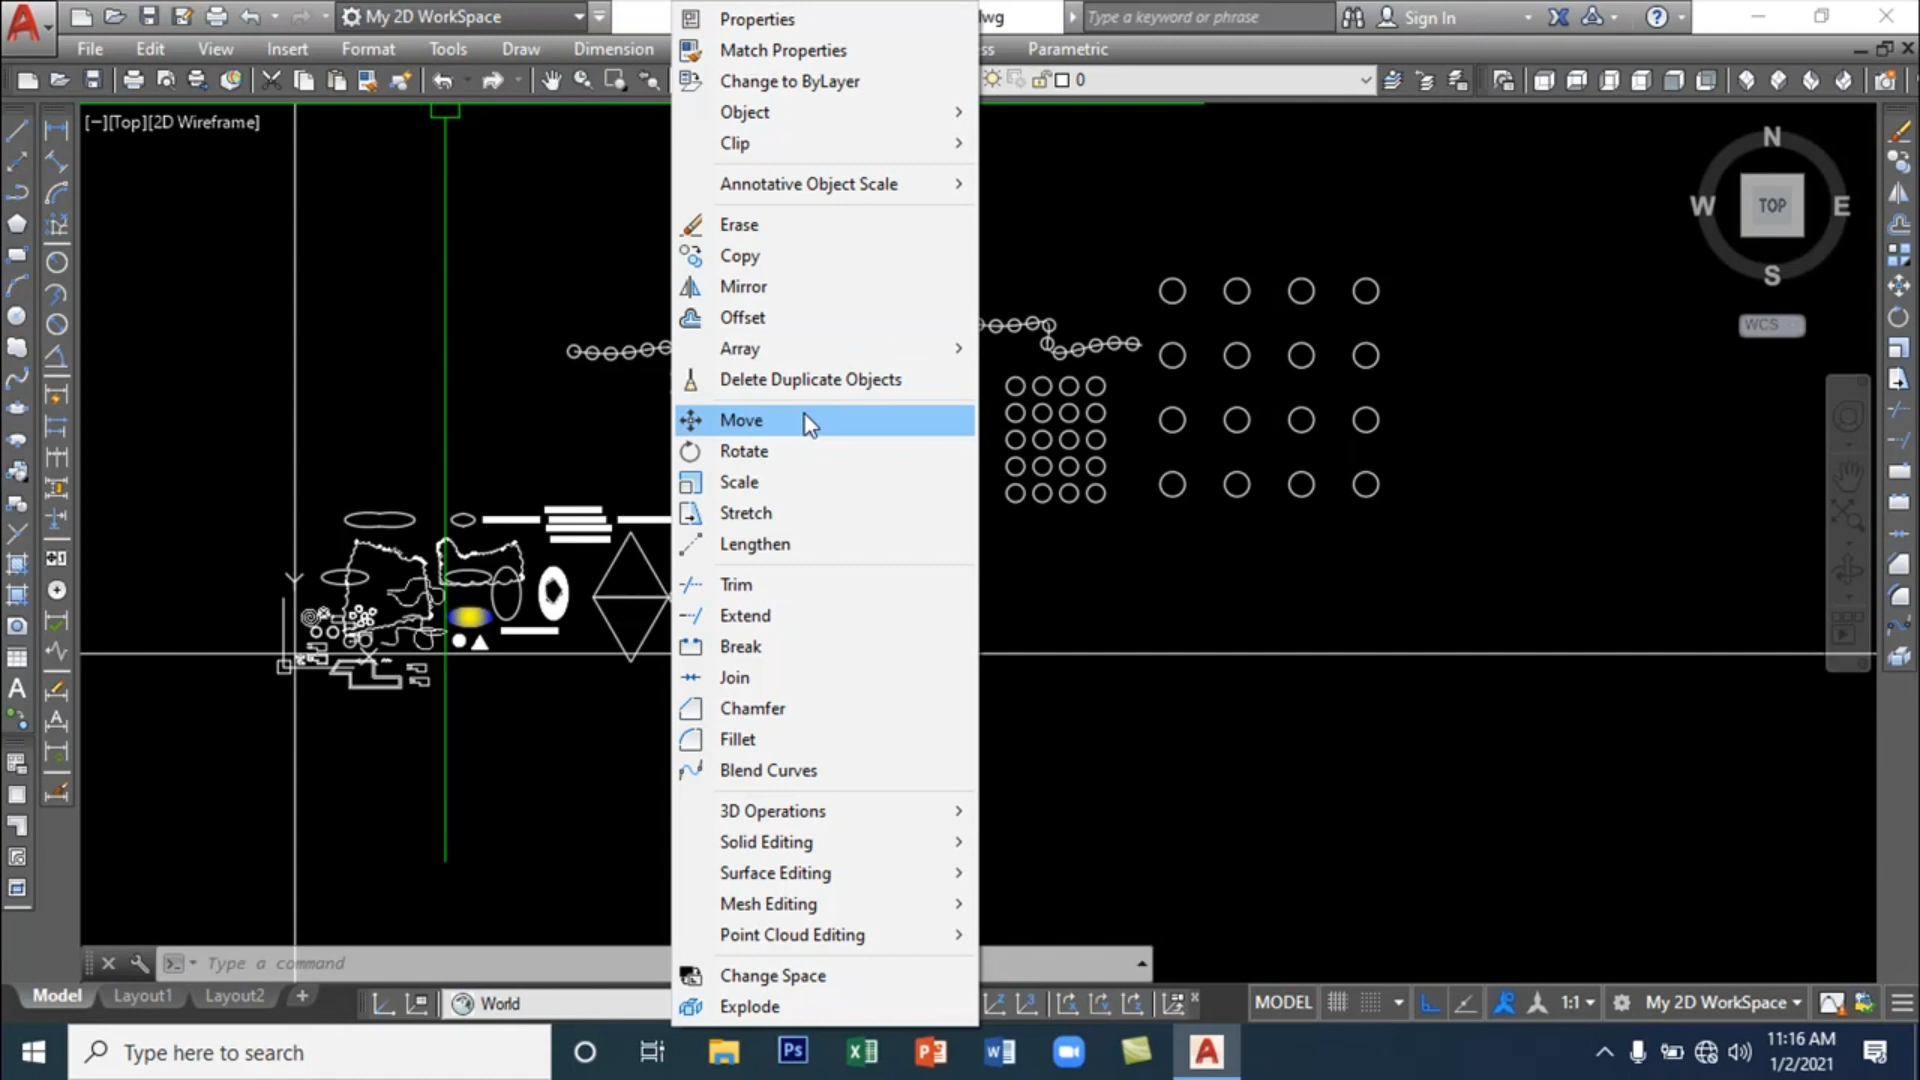 My 2D WorkSpace
lwg
Type a keyword or phrase
Sign In
File Edit View Insert Format Tools Draw Dimension
ss Parametric
0
[−][Top][2D Wireframe]
N
W TOP E
S
WCS
Properties
Match Properties
Change to ByLayer
Object
Clip
Annotative Object Scale
Erase
Copy
Mirror
Offset
Array
Delete Duplicate Objects
Move
Rotate
Scale
Stretch
Lengthen
Trim
Extend
Break
Join
Chamfer
Fillet
Blend Curves
3D Operations
Solid Editing
Surface Editing
Mesh Editing
Point Cloud Editing
Change Space
Explode
Type a command
Model Layout1 Layout2 +
World
MODEL 1:1 My 2D WorkSpace
Type here to search
Ps
11:16 AM
1/2/2021